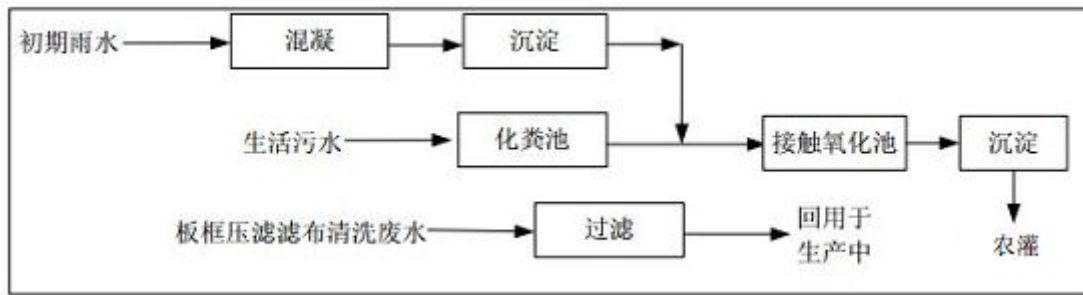 初期雨水
混凝
沉淀
生活污水
化粪池
接触氧化池
沉淀
板框压滤滤布清洗废水
过滤
回用于
生产中
农灌